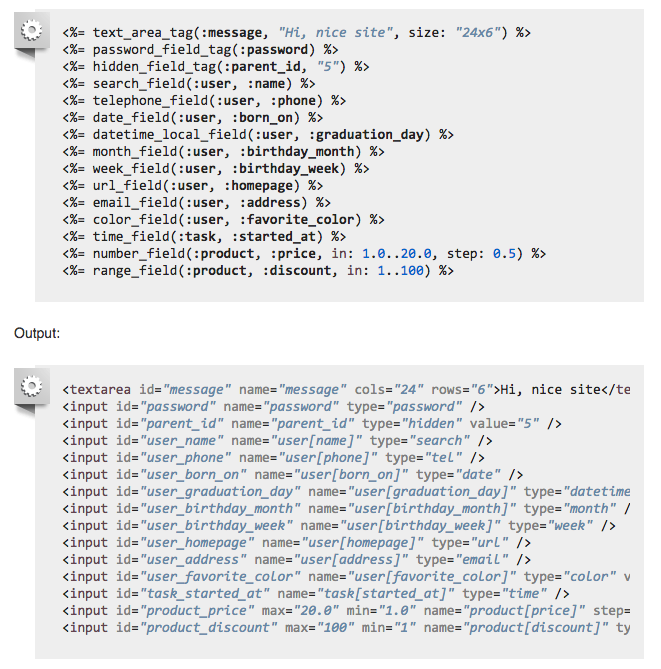 <%= text_area_tag(:message, "Hi, nice site", size: "24x6") %>
<%= password_field_tag(:password) %>
<%= hidden_field_tag(:parent_id, "5") %>
<%= search_field(:user, :name) %>
<%= telephone_field(:user, :phone) %>
<%= date_field(:user, :born_on) %>
<%= datetime_local_field(:user, :graduation_day) %>
<%= month_field(:user, :birthday_month) %>
<%= week_field(:user, :birthday_week) %>
<%= url_field(:user, :homepage) %>
<%= email_field(:user, :address) %>
<%= color_field(:user, :favorite_color) %>
<%= time_field(:task, :started_at) %>
<%= number_field(:product, :price, in: 1.0..20.0, step: 0.5) %>
<%= range_field(:product, :discount, in: 1..100) %>
Output:
<textarea id="message" name="message" cols="24" rows="6">Hi, nice site</te
<input id="password" name="password" type="password" />
<input id="parent_id" name="parent_id" type="hidden" value="5" />
<input id="user_name" name="user[name]" type="search" />
<input id="user_phone" name="user[phone]" type="tel" />
<input id="user_born_on" name="user[born_on]" type="date" />
<input id="user_graduation_day" name="user[graduation_day]" type="datetime
<input id="user_birthday_month" name="user[birthday_month]" type="month" /
<input id="user_birthday_week" name="user[birthday_week]" type="week" />
<input id="user_homepage" name="user[homepage]" type="url" />
<input id="user_address" name="user[address]" type="email" />
<input id="user_favorite_color" name="user[favorite_color]" type="color" v
<input id="task_started_at" name="task[started_at]" type="time" />
<input id="product_price" max="20.0" min="1.0" name="product[price]" step=
<input id="product_discount" max="100" min="1" name="product[discount]" ty